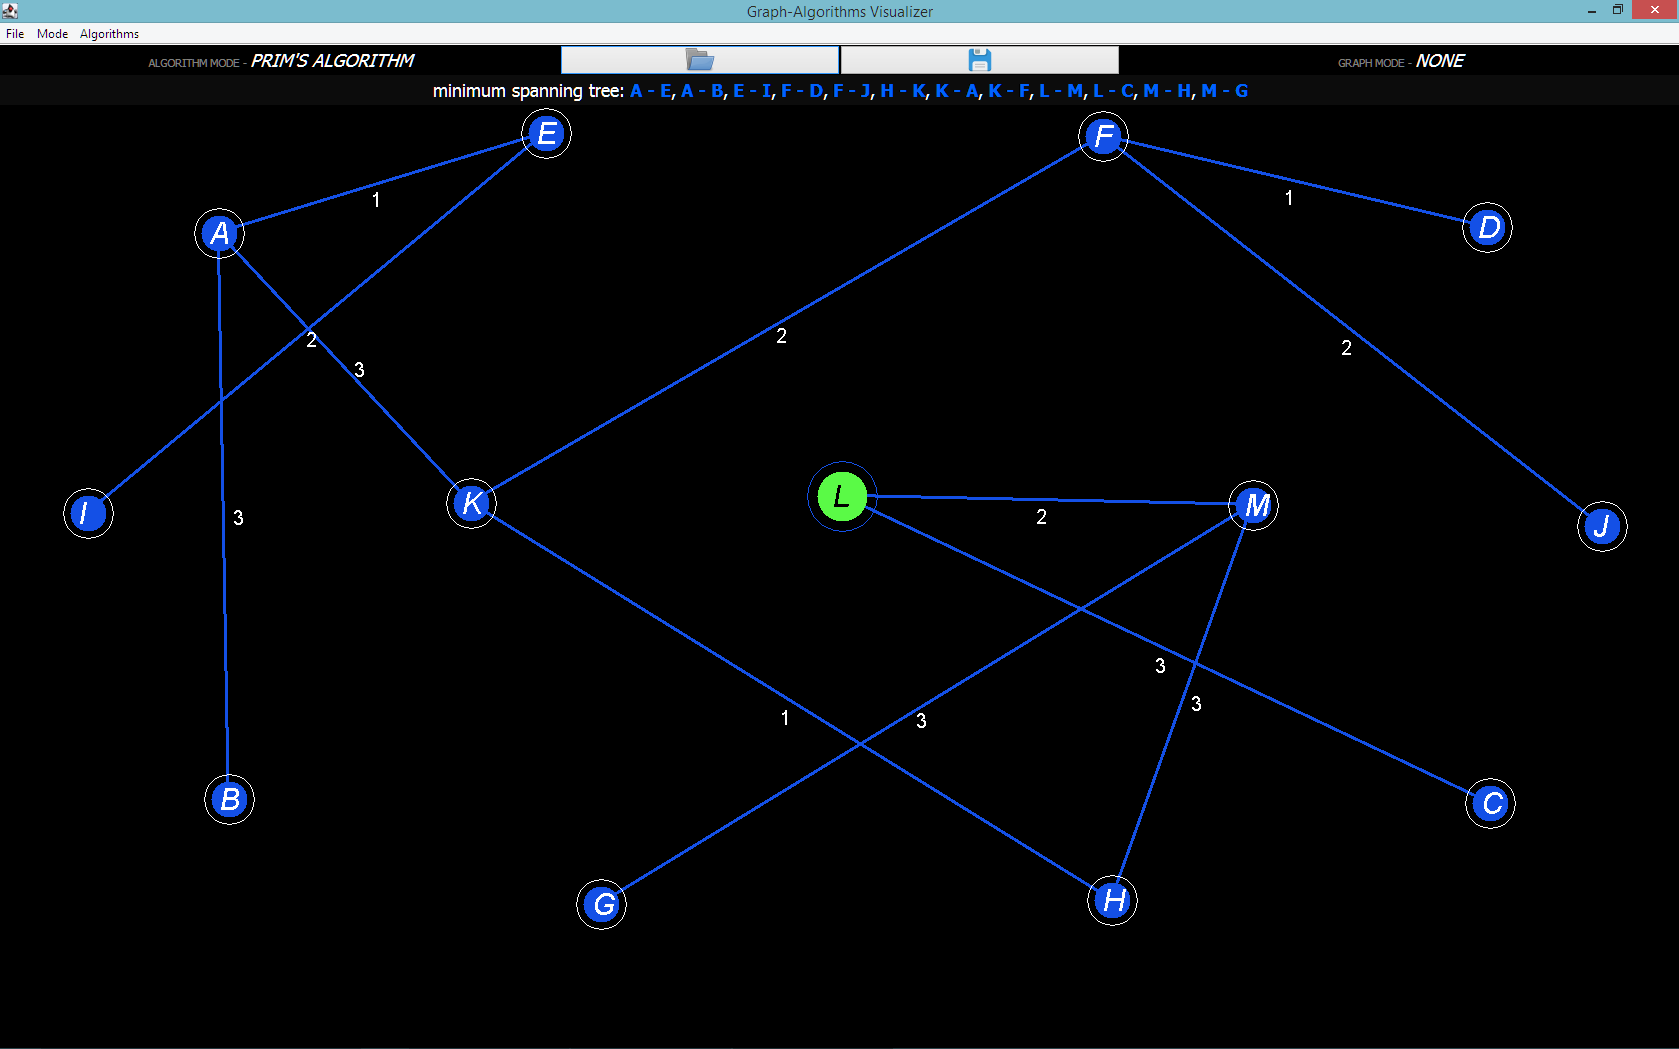 Graph-Algorithms Visualizer
File Mode Algorithms
ALGORITHM MODE - PRIM'S ALGORITHM
GRAPH MODE - NONE
minimum spanning tree: A - E, A - B, E - I, F - D, F - J, H - K, K - A, K - F, L - M, L - C, M - H, M - G
E
F
1
1
A
D
2
2
2
3
L
K
M
I
3
2
J
3
3
1
3
B
C
G
H